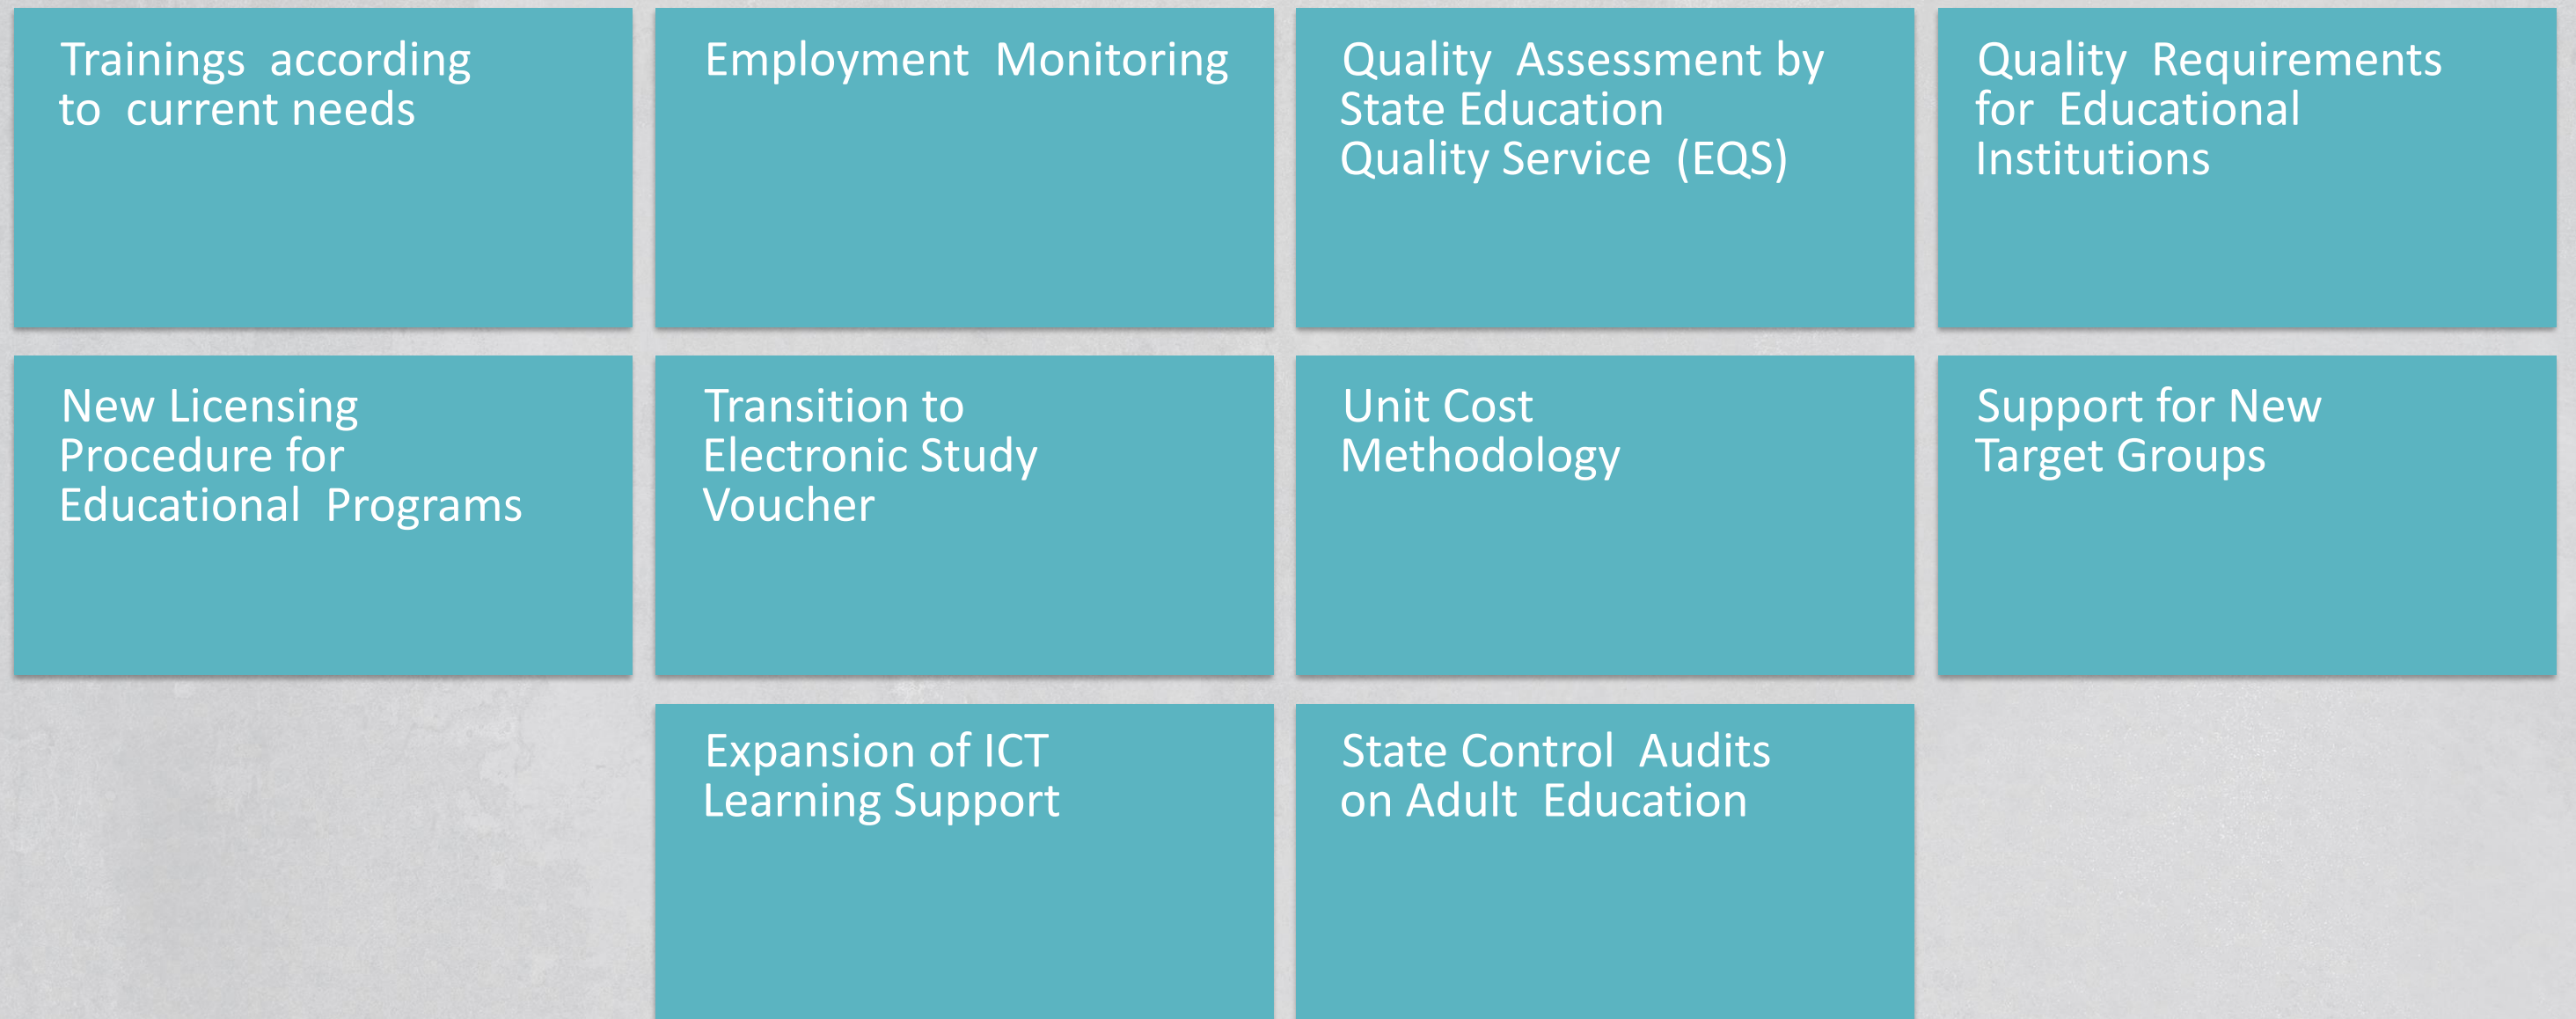 Trainings according
to current needs
Employment Monitoring
Quality Assessment by
State Education
Quality Service (EQS)
Quality Requirements
for Educational
Institutions
New Licensing
Procedure for
Educational Programs
Transition to
Electronic Study
Voucher
Unit Cost
Methodology
Support for New
Target Groups
Expansion of ICT
Learning Support
State Control Audits
on Adult Education